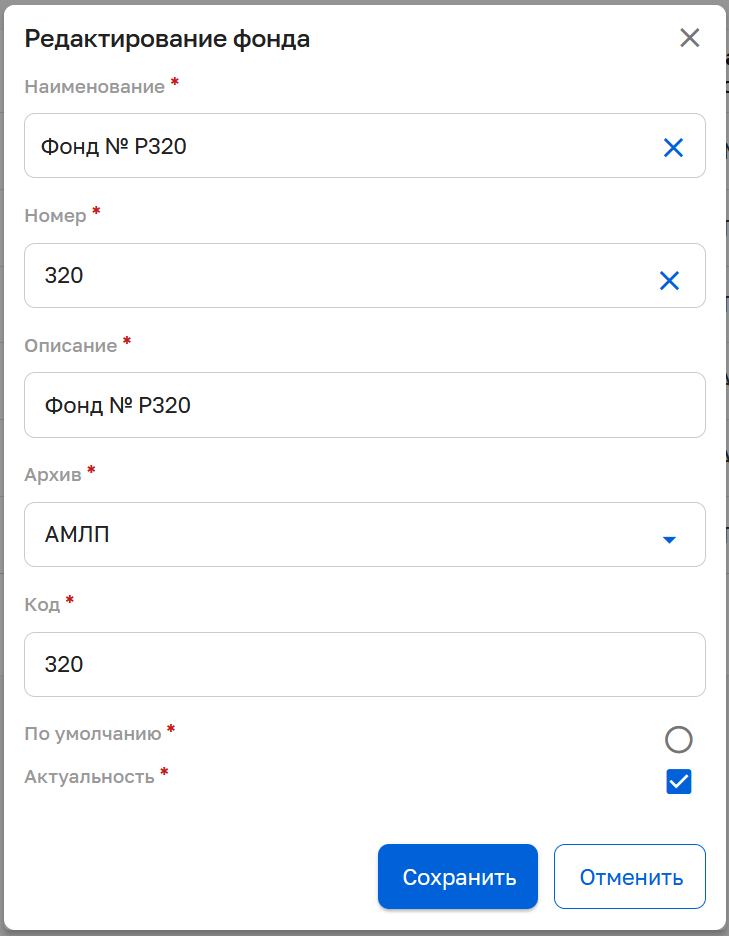 Редактирование фонда
Наименование *
Фонд № Р320
Номер *
320
Описание *
Фонд № Р320
Архив *
АМЛП
Код *
320
По умолчанию *
Актуальность *
Сохранить
Отменить